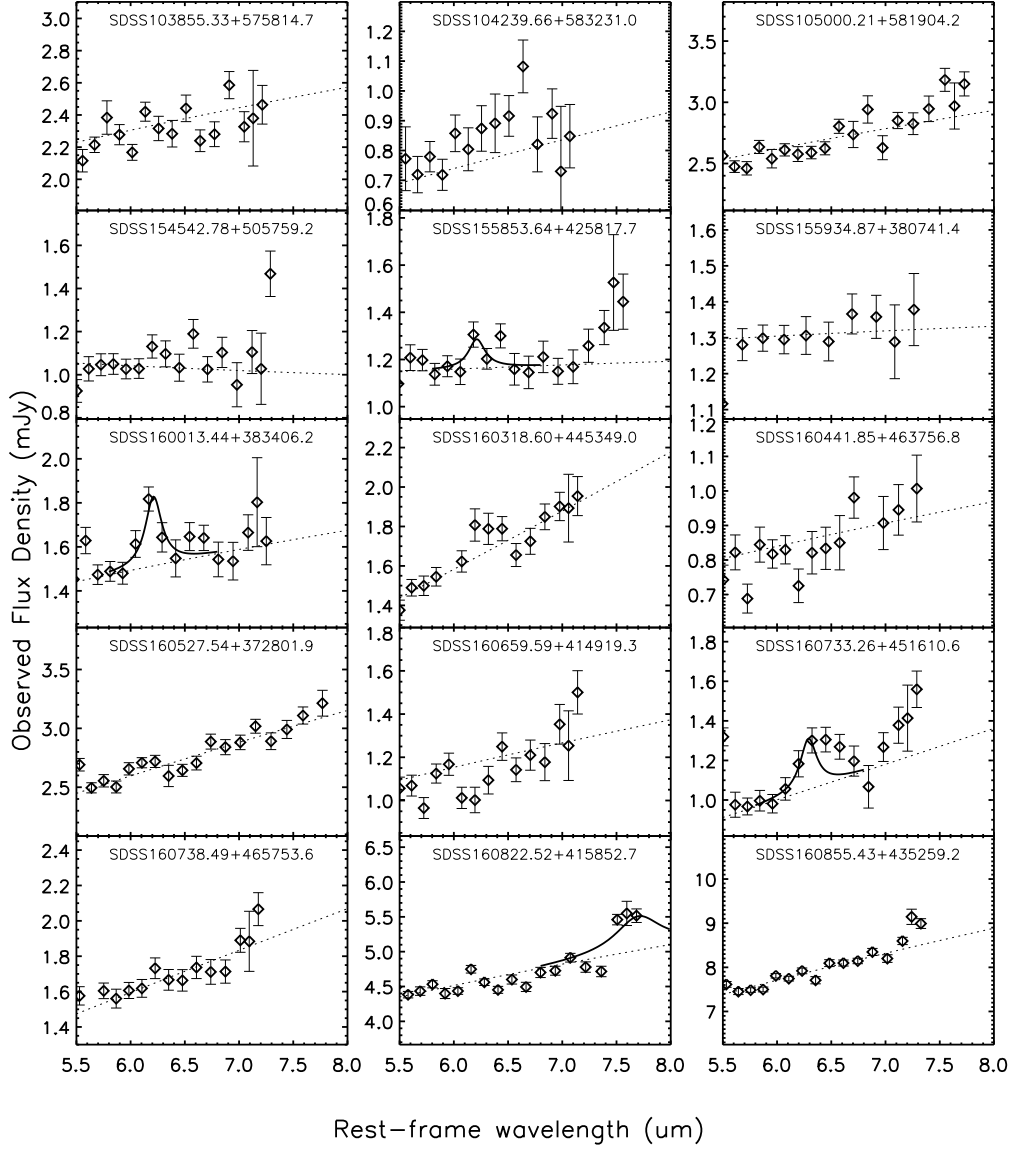 SDSS103855.33+575814.7 SDSS104239.66+583231.0 SDSS105000.21+581904.2
3.0 1.2 3.5
2.8 1.1
2.6 1.0 3.0
2.4 0.9
2.2 0.8 2.5
2.0 0.7
0.6
SDSS154542.78+505759.2 SDSS155853.64+425817.7 SDSS155934.87+380741.4
1.8 1.6
1.6 1.6 1.5
1.4 1.4 1.4
1.2 1.2 1.3
1.0 1.0 1.2
0.8 1.1
SDSS160013.44+383406.2 SDSS160318.60+445349.0 SDSS160441.85+463756.8
2.0 2.2 1.2
1.8 2.0 1.1
1.6 1.8 1.0
1.4 1.6 0.9
1.4 0.8
0.7
SDSS160527.54+372801.9 SDSS160659.59+414919.3 SDSS160733.26+451610.6
3.5 1.8 1.8
3.0 1.6 1.6
2.5 1.4 1.4
1.2 1.2
1.0 1.0
SDSS160738.49+465753.6 SDSS160822.52+415852.7 SDSS160855.43+435259.2
2.4 6.5 10
2.2 6.0 9
2.0 5.5 8
1.8 5.0 7
1.6 4.5
1.4 4.0
5.5 6.0 6.5 7.0 7.5 6.0 6.5 7.0 7.5 6.0 6.5 7.0 7.5 8.0
5.5 8.0 5.5 8.0
Observed Flux Density (mJy)
Rest-frame wavelength (um)